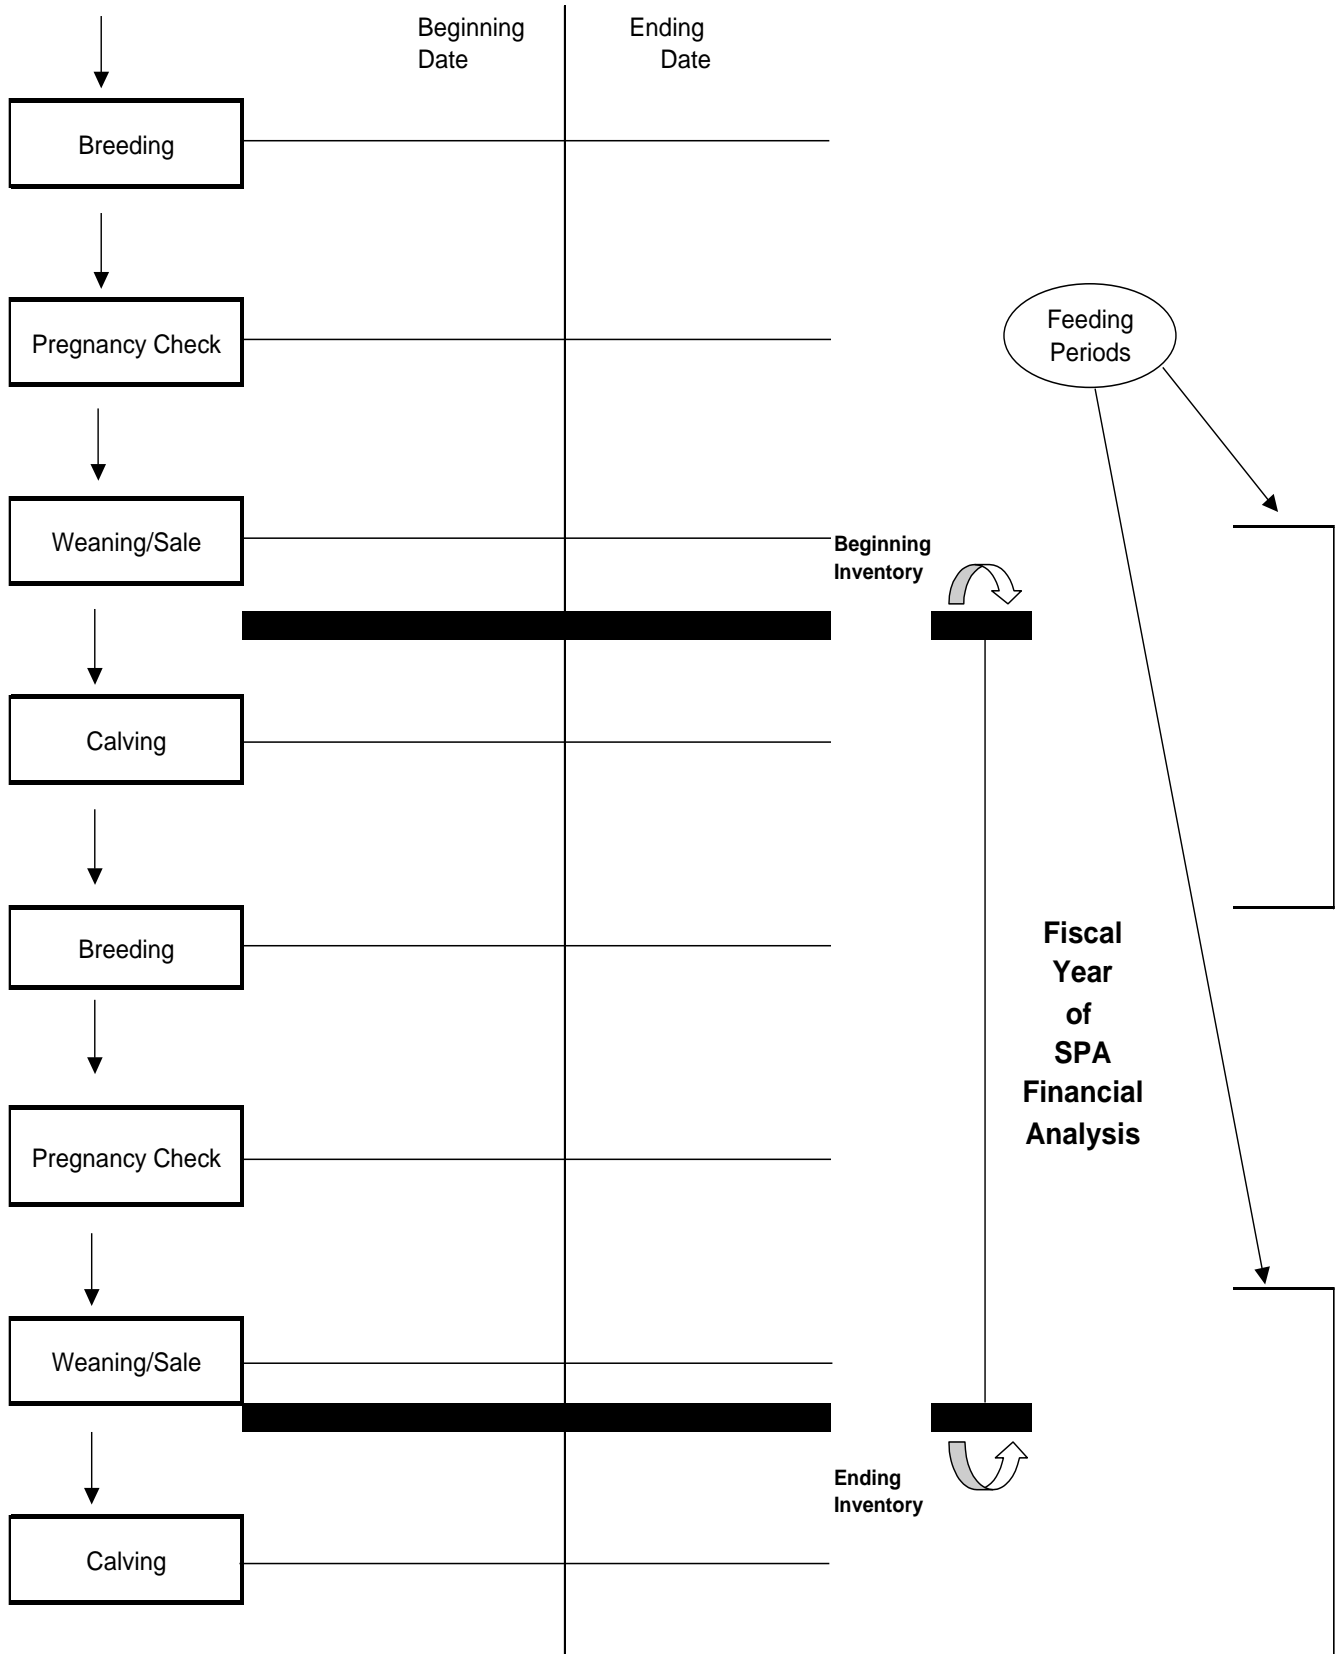 Beginning
Date
Ending
Date
Breeding
Pregnancy Check
Feeding
Periods
Weaning/Sale
Beginning
Inventory
Calving
Breeding
Fiscal
Year
of
SPA
Financial
Analysis
Pregnancy Check
Weaning/Sale
Ending
Inventory
Calving